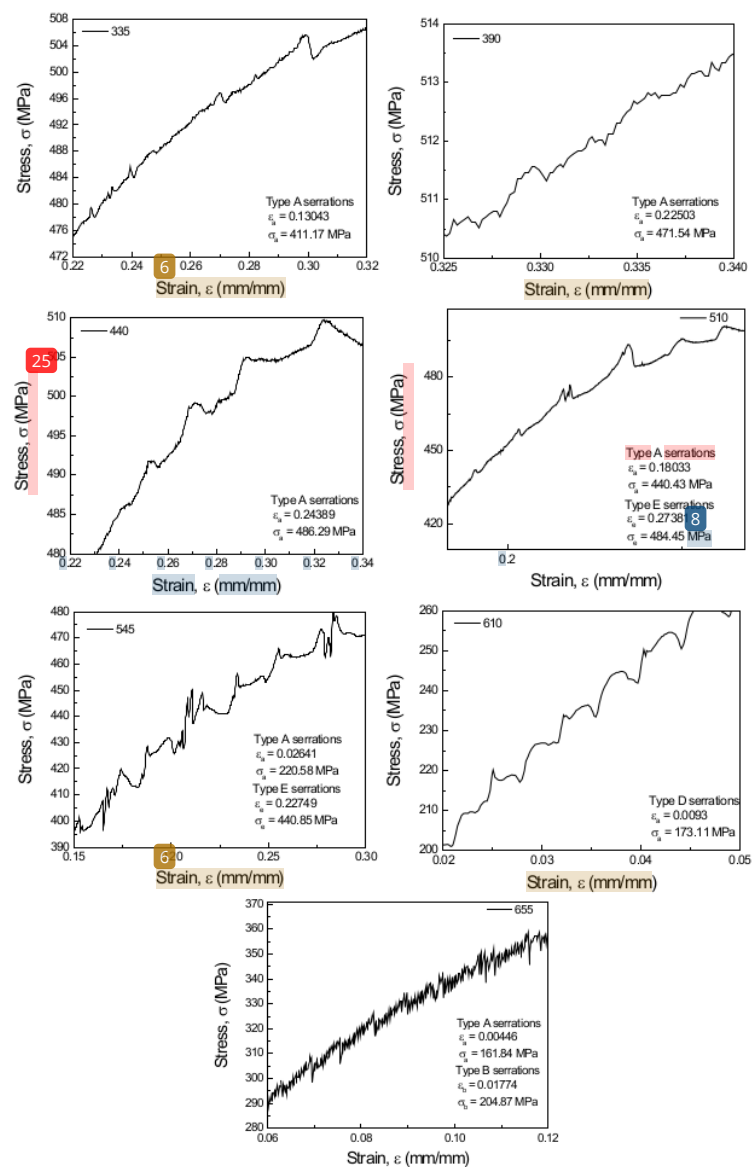 508
504
500
496
492
488
484
480
476
472
335
Type A serrations
εa = 0.13043
σa = 411.17 MPa
Stress, σ (MPa)
0.22 0.24 0.26 0.28 0.30 0.32
6
Strain, ε (mm/mm)
514
513
512
511
510
390
Type A serrations
εa = 0.22503
σa = 471.54 MPa
Stress, σ (MPa)
0.325 0.330 0.335 0.340
Strain, ε (mm/mm)
510
505
500
495
490
485
480
440
25
Type A serrations
εa = 0.24389
σa = 486.29 MPa
Stress, σ (MPa)
0.22 0.24 0.26 0.28 0.30 0.32 0.34
Strain, ε (mm/mm)
480
450
420
510
Type A serrations
εa = 0.18033
σa = 440.43 MPa
Type E serrations
εe = 0.27381
8
σe = 484.45 MPa
Stress, σ (MPa)
0.2
Strain, ε (mm/mm)
480
470
460
450
440
430
420
410
400
390
545
Type A serrations
εa = 0.02641
σa = 220.58 MPa
Type E serrations
εe = 0.22749
σe = 440.85 MPa
Stress, σ (MPa)
0.15 0.20 0.25 0.30
6
Strain, ε (mm/mm)
260
250
240
230
220
210
200
610
Type D serrations
εa = 0.0093
σa = 173.11 MPa
Stress, σ (MPa)
0.02 0.03 0.04 0.05
Strain, ε (mm/mm)
370
360
350
340
330
320
310
300
290
280
655
Type A serrations
εa = 0.00446
σa = 161.84 MPa
Type B serrations
εb = 0.01774
σb = 204.87 MPa
Stress, σ (MPa)
0.06 0.08 0.10 0.12
Strain, ε (mm/mm)